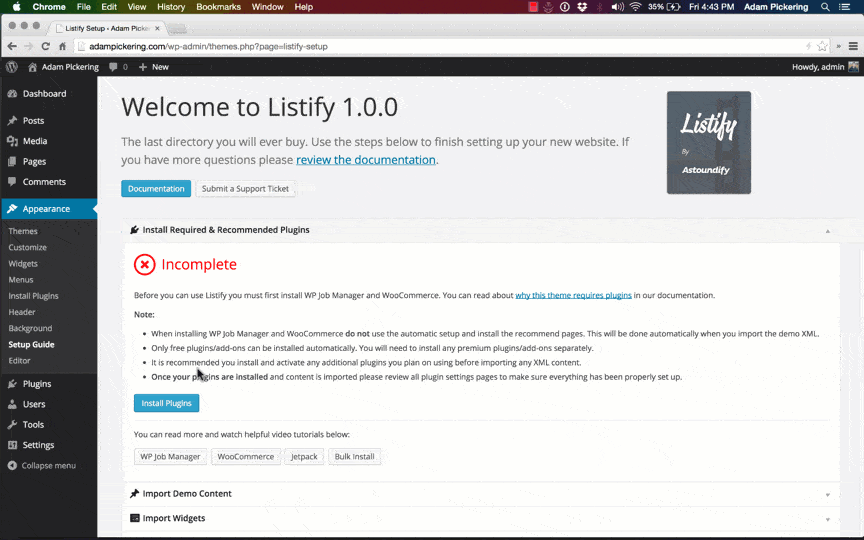 Chrome File Edit View History Bookmarks Window Help 35% Fri 4:43 PM Adam Pickering
Listify Setup ‹ Adam Picke
Adam
adampickering.com/wp-admin/themes.php?page=listify-setup
Adam Pickering 0 + New Howdy, admin
Dashboard
Posts
Media
Pages
Comments
Appearance
Themes
Customize
Widgets
Menus
Install Plugins
Header
Background
Setup Guide
Editor
Plugins
Users
Tools
Settings
Collapse menu
Welcome to Listify 1.0.0
The last directory you will ever buy. Use the steps below to finish setting up your new website. If
you have more questions please review the documentation.
Documentation Submit a Support Ticket
Listify
By
Astoundify
Install Required & Recommended Plugins
Incomplete
Before you can use Listify you must first install WP Job Manager and WooCommerce. You can read about why this theme requires plugins in our documentation.
Note:
• When installing WP Job Manager and WooCommerce do not use the automatic setup and install the recommend pages. This will be done automatically when you import the demo XML.
• Only free plugins/add-ons can be installed automatically. You will need to install any premium plugins/add-ons separately.
• It is recommended you install and activate any additional plugins you plan on using before importing any XML content.
• Once your plugins are installed and content is imported please review all plugin settings pages to make sure everything has been properly set up.
Install Plugins
You can read more and watch helpful video tutorials below:
WP Job Manager WooCommerce Jetpack Bulk Install
Import Demo Content
Import Widgets